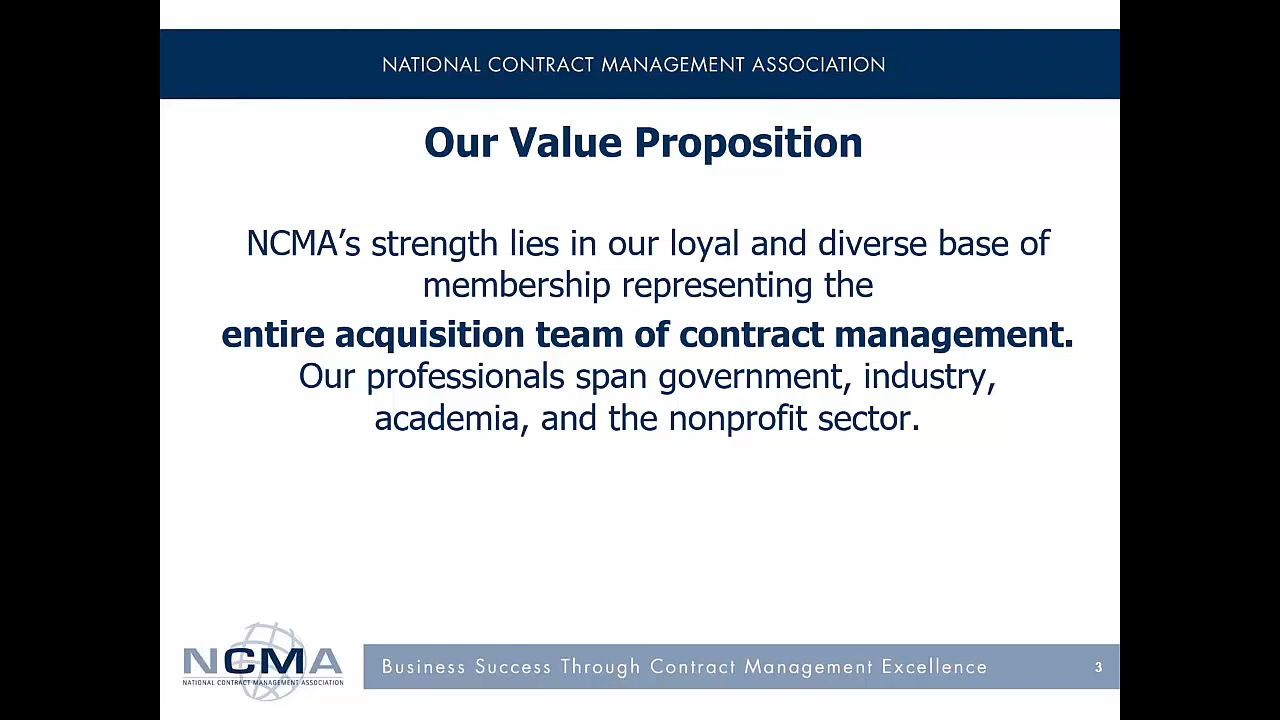 NATIONAL CONTRACT MANAGEMENT ASSOCIATION
Our Value Proposition
NCMA’s strength lies in our loyal and diverse base of
membership representing the
entire acquisition team of contract management.
Our professionals span government, industry,
academia, and the nonprofit sector.
NCMA
NATIONAL CONTRACT MANAGEMENT ASSOCIATION
Business Success Through Contract Management Excellence
3